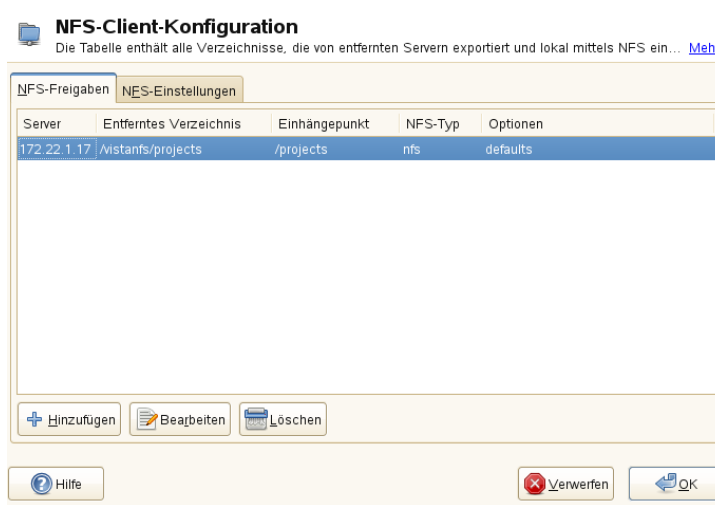 NFS-Client-Konfiguration
Die Tabelle enthält alle Verzeichnisse, die von entfernten Servern exportiert und lokal mittels NFS ein... Meh
NFS-Freigaben NFS-Einstellungen
Server Entferntes Verzeichnis Einhängepunkt NFS-Typ Optionen
172.22.1.17 /vistanfs/projects /projects nfs defaults
Hinzufügen Bearbeiten Löschen
Hilfe Verwerfen OK